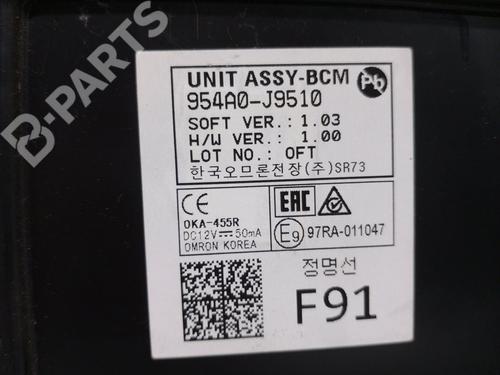 UNIT ASSY-BCM
Pb
954A0-J9510
SOFT VER.: 1.03
H/W VER.: 1.00
LOT NO.: OFT
한국오므론전장(주)SR73
CE
EAC
OKA-455R
DC12V 50mA
OMRON KOREA
E9 97RA-011047
정명선
F91
B-PARTS
B-PARTS